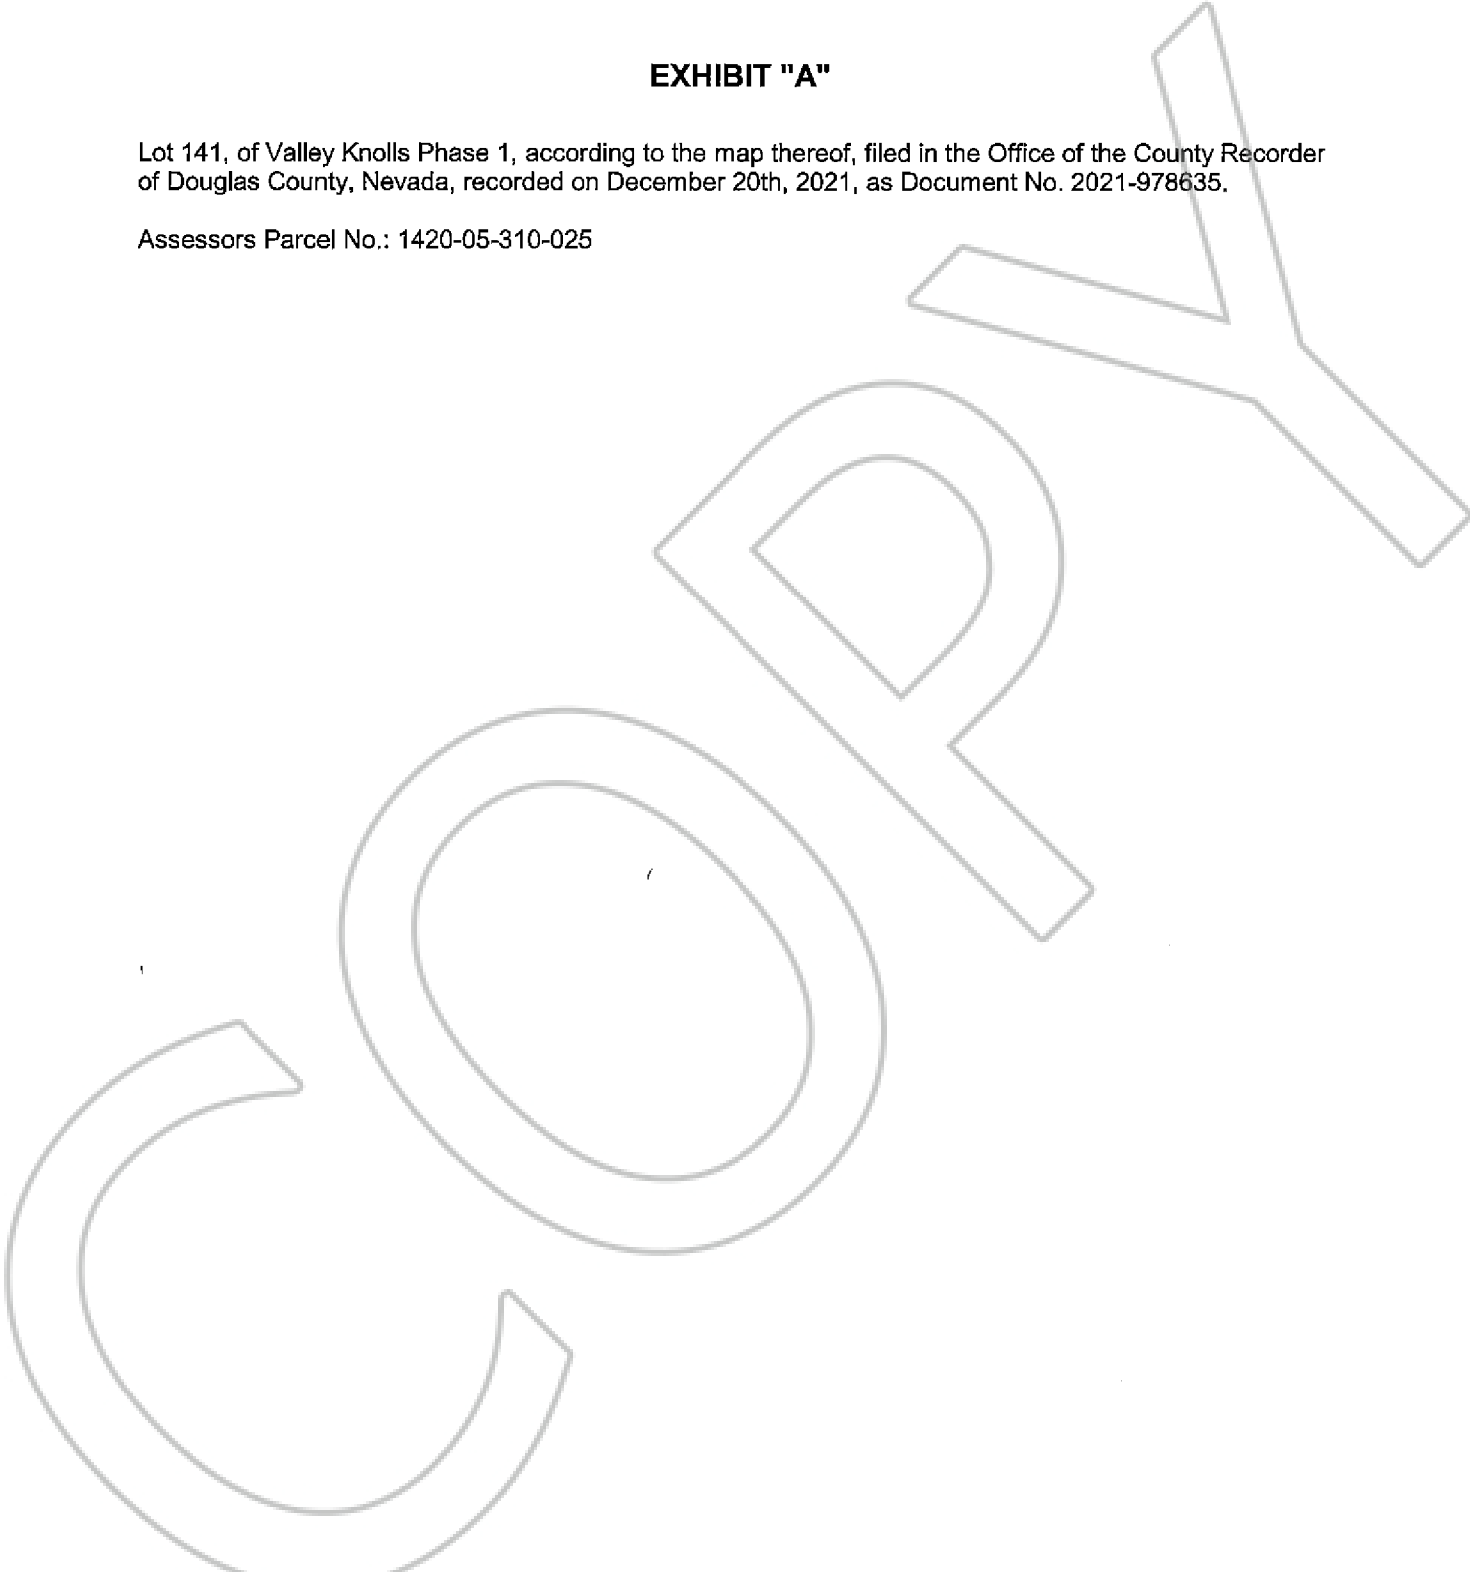 EXHIBIT "A"
Lot 141, of Valley Knolls Phase 1, according to the map thereof, filed in the Office of the County Recorder
of Douglas County, Nevada, recorded on December 20th, 2021, as Document No. 2021-978635.
Assessors Parcel No.: 1420-05-310-025
COPY